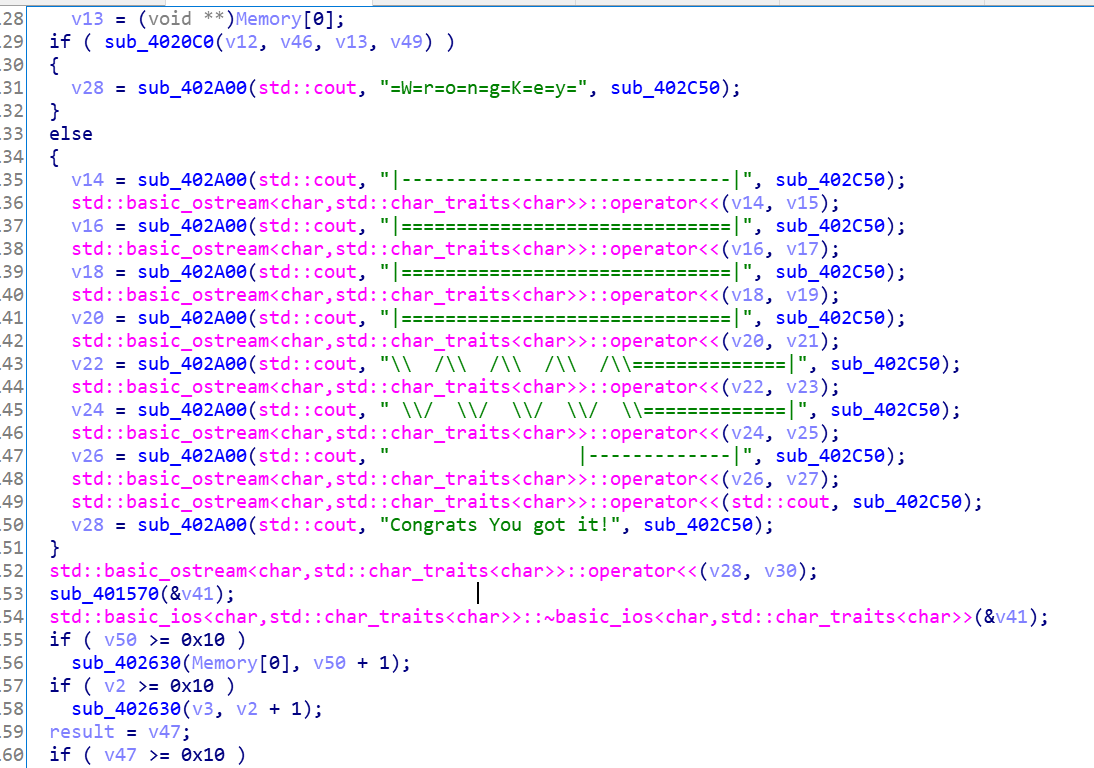 28 v13 = (void **)Memory[0];
29 if ( sub_4020C0(v12, v46, v13, v49) )
30 {
31 v28 = sub_402A00(std::cout, "=W=r=o=n=g=K=e=y=", sub_402C50);
32 }
33 else
34 {
35 v14 = sub_402A00(std::cout, "|------------------------------|", sub_402C50);
36 std::basic_ostream<char,std::char_traits<char>>::operator<<(v14, v15);
37 v16 = sub_402A00(std::cout, "|==============================|", sub_402C50);
38 std::basic_ostream<char,std::char_traits<char>>::operator<<(v16, v17);
39 v18 = sub_402A00(std::cout, "|==============================|", sub_402C50);
40 std::basic_ostream<char,std::char_traits<char>>::operator<<(v18, v19);
41 v20 = sub_402A00(std::cout, "|==============================|", sub_402C50);
42 std::basic_ostream<char,std::char_traits<char>>::operator<<(v20, v21);
43 v22 = sub_402A00(std::cout, "\\  /\\  /\\  /\\  /\\==============|", sub_402C50);
44 std::basic_ostream<char,std::char_traits<char>>::operator<<(v22, v23);
45 v24 = sub_402A00(std::cout, " \\/  \\/  \\/  \\/  \\=============|", sub_402C50);
46 std::basic_ostream<char,std::char_traits<char>>::operator<<(v24, v25);
47 v26 = sub_402A00(std::cout, "                 |-------------|", sub_402C50);
48 std::basic_ostream<char,std::char_traits<char>>::operator<<(v26, v27);
49 std::basic_ostream<char,std::char_traits<char>>::operator<<(std::cout, sub_402C50);
50 v28 = sub_402A00(std::cout, "Congrats You got it!", sub_402C50);
51 }
52 std::basic_ostream<char,std::char_traits<char>>::operator<<(v28, v30);
53 sub_401570(&v41);
54 std::basic_ios<char,std::char_traits<char>>::~basic_ios<char,std::char_traits<char>>(&v41);
55 if ( v50 >= 0x10 )
56 sub_402630(Memory[0], v50 + 1);
57 if ( v2 >= 0x10 )
58 sub_402630(v3, v2 + 1);
59 result = v47;
60 if ( v47 >= 0x10 )